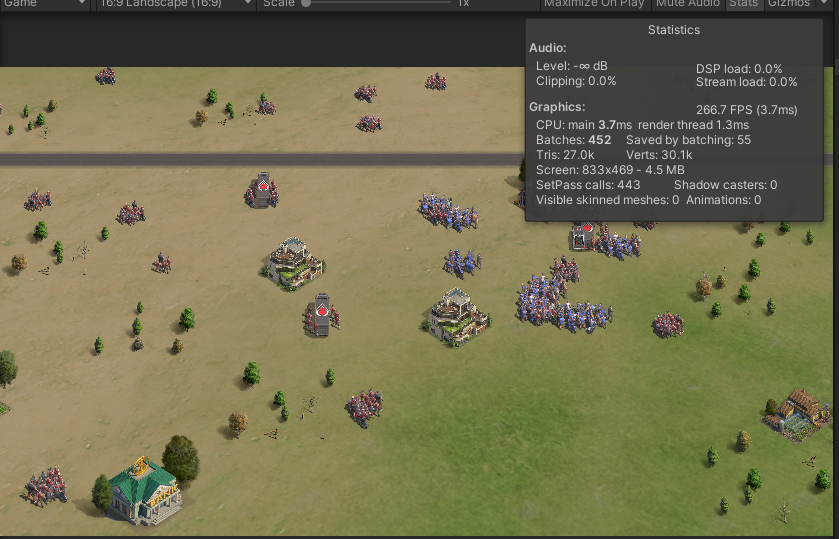 Game 16:9 Landscape (16:9) Scale 1x Maximize On Play Mute Audio Stats Gizmos
Statistics
Audio:
Level: -∞ dB DSP load: 0.0%
Clipping: 0.0% Stream load: 0.0%
Graphics: 266.7 FPS (3.7ms)
CPU: main 3.7ms render thread 1.3ms
Batches: 452 Saved by batching: 55
Tris: 27.0k Verts: 30.1k
Screen: 833x469 - 4.5 MB
SetPass calls: 443 Shadow casters: 0
Visible skinned meshes: 0 Animations: 0